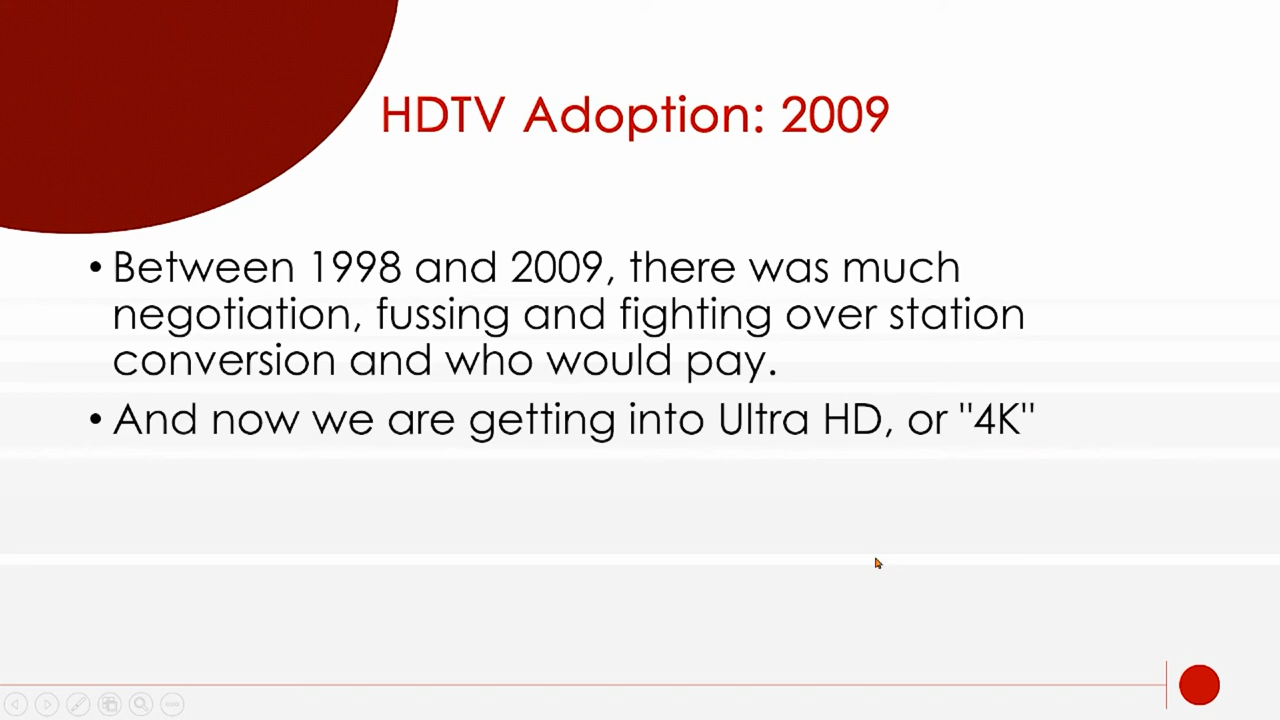 HDTV Adoption: 2009
• Between 1998 and 2009, there was much
negotiation, fussing and fighting over station
conversion and who would pay.
• And now we are getting into Ultra HD, or "4K"